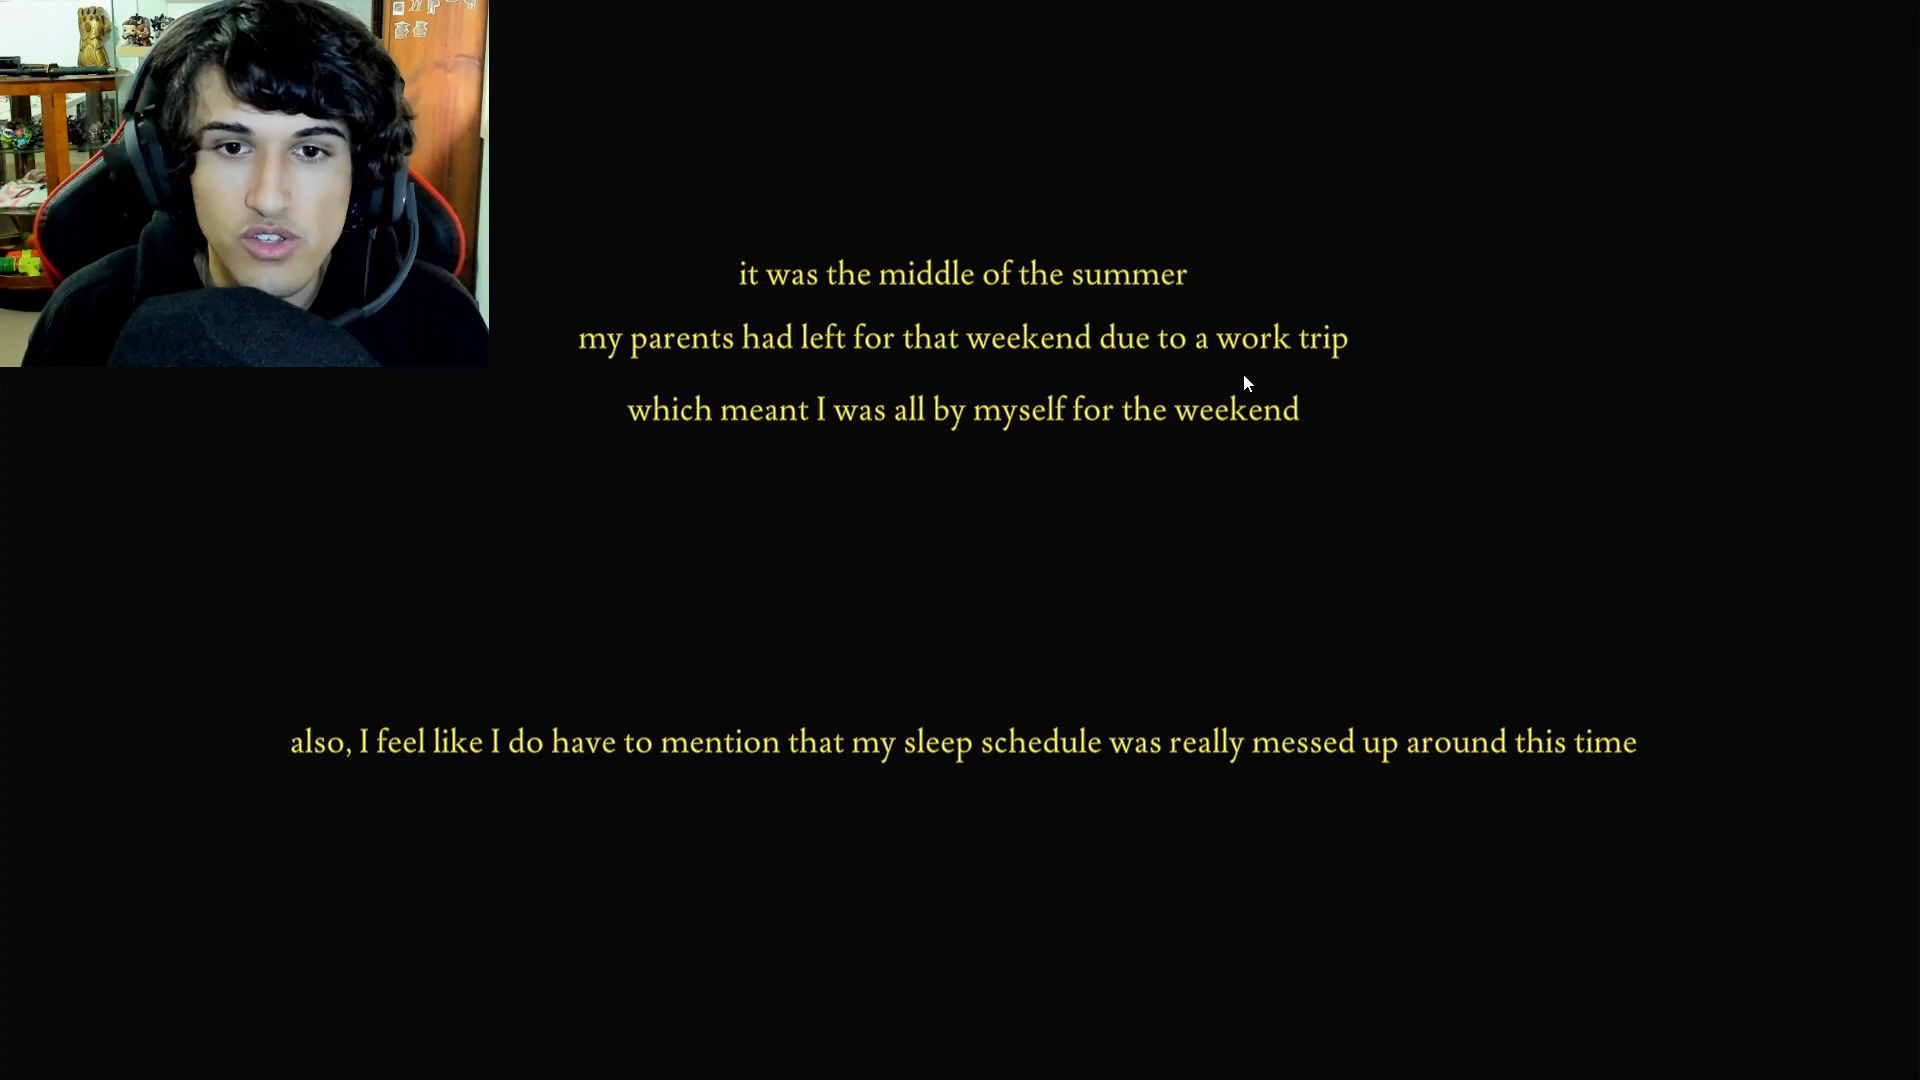 it was the middle of the summer
my parents had left for that weekend due to a work trip
which meant I was all by myself for the weekend
also, I feel like I do have to mention that my sleep schedule was really messed up around this time